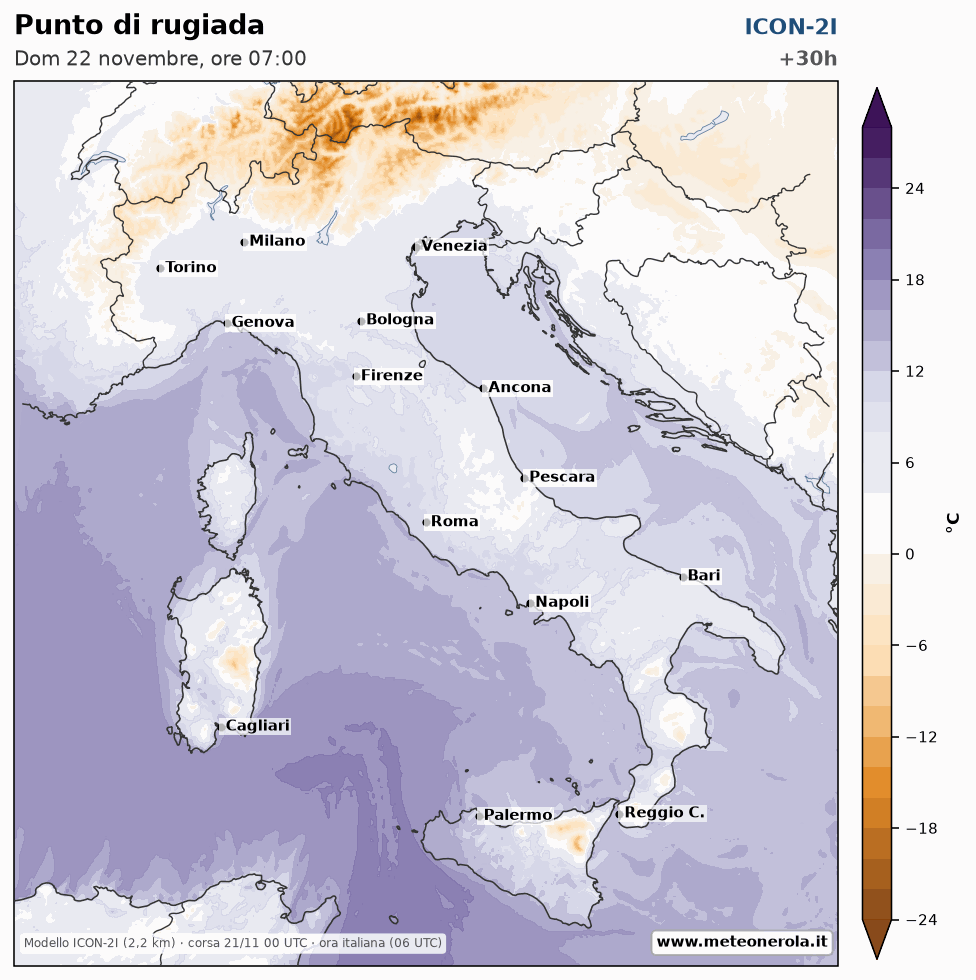 Punto di rugiada
ICON-2I
Dom 22 novembre, ore 07:00
+30h
Milano
Venezia
Torino
Genova
Bologna
Firenze
Ancona
Pescara
Roma
Bari
Napoli
Cagliari
Palermo
Reggio C.
24
18
12
6
0
−6
−12
−18
−24
°C
Modello ICON-2I (2,2 km) · corsa 21/11 00 UTC · ora italiana (06 UTC)
www.meteonerola.it